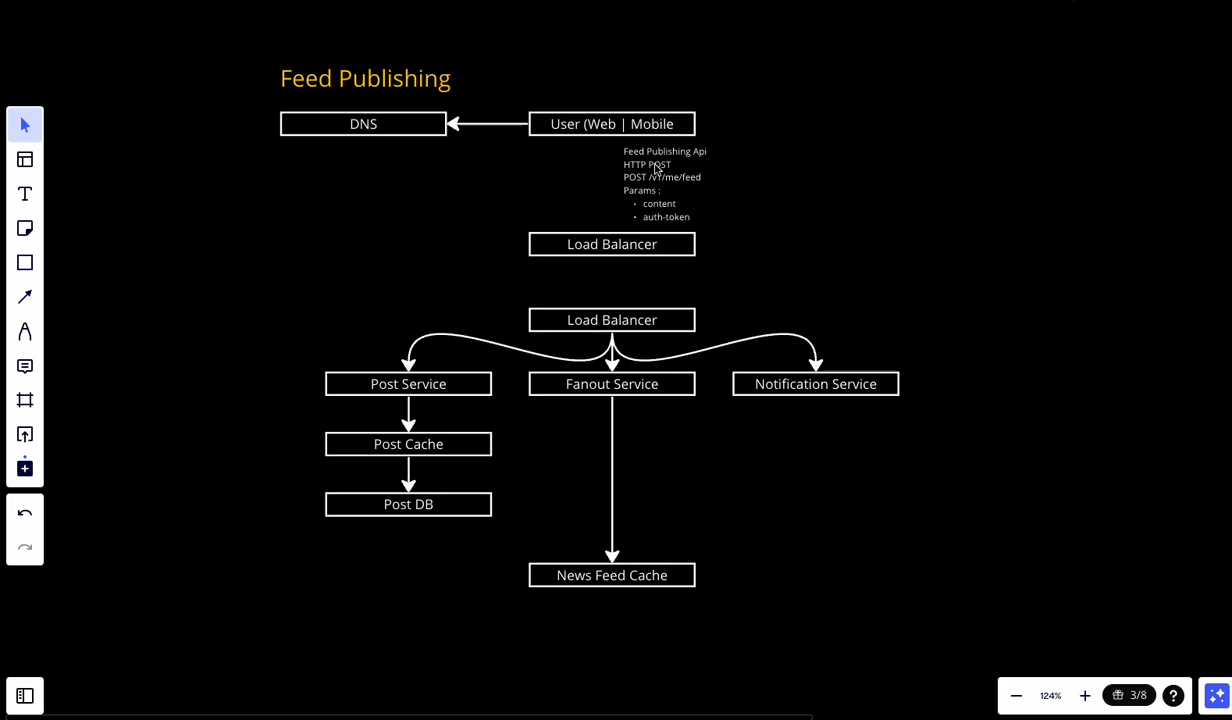 Feed Publishing
DNS
User (Web | Mobile
Feed Publishing Api
HTTP POST
POST /v1/me/feed
Params :
• content
• auth-token
Load Balancer
Load Balancer
Post Service
Fanout Service
Notification Service
Post Cache
Post DB
News Feed Cache
124%
3/8